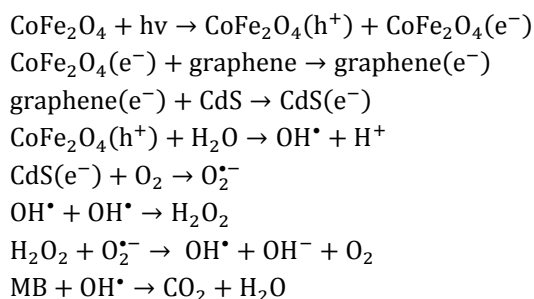 CoFe₂O₄ + hv → CoFe₂O₄(h⁺) + CoFe₂O₄(e⁻)
CoFe₂O₄(e⁻) + graphene → graphene(e⁻)
graphene(e⁻) + CdS → CdS(e⁻)
CoFe₂O₄(h⁺) + H₂O → OH• + H⁺
CdS(e⁻) + O₂ → O₂•⁻
OH• + OH• → H₂O₂
H₂O₂ + O₂•⁻ → OH• + OH⁻ + O₂
MB + OH• → CO₂ + H₂O